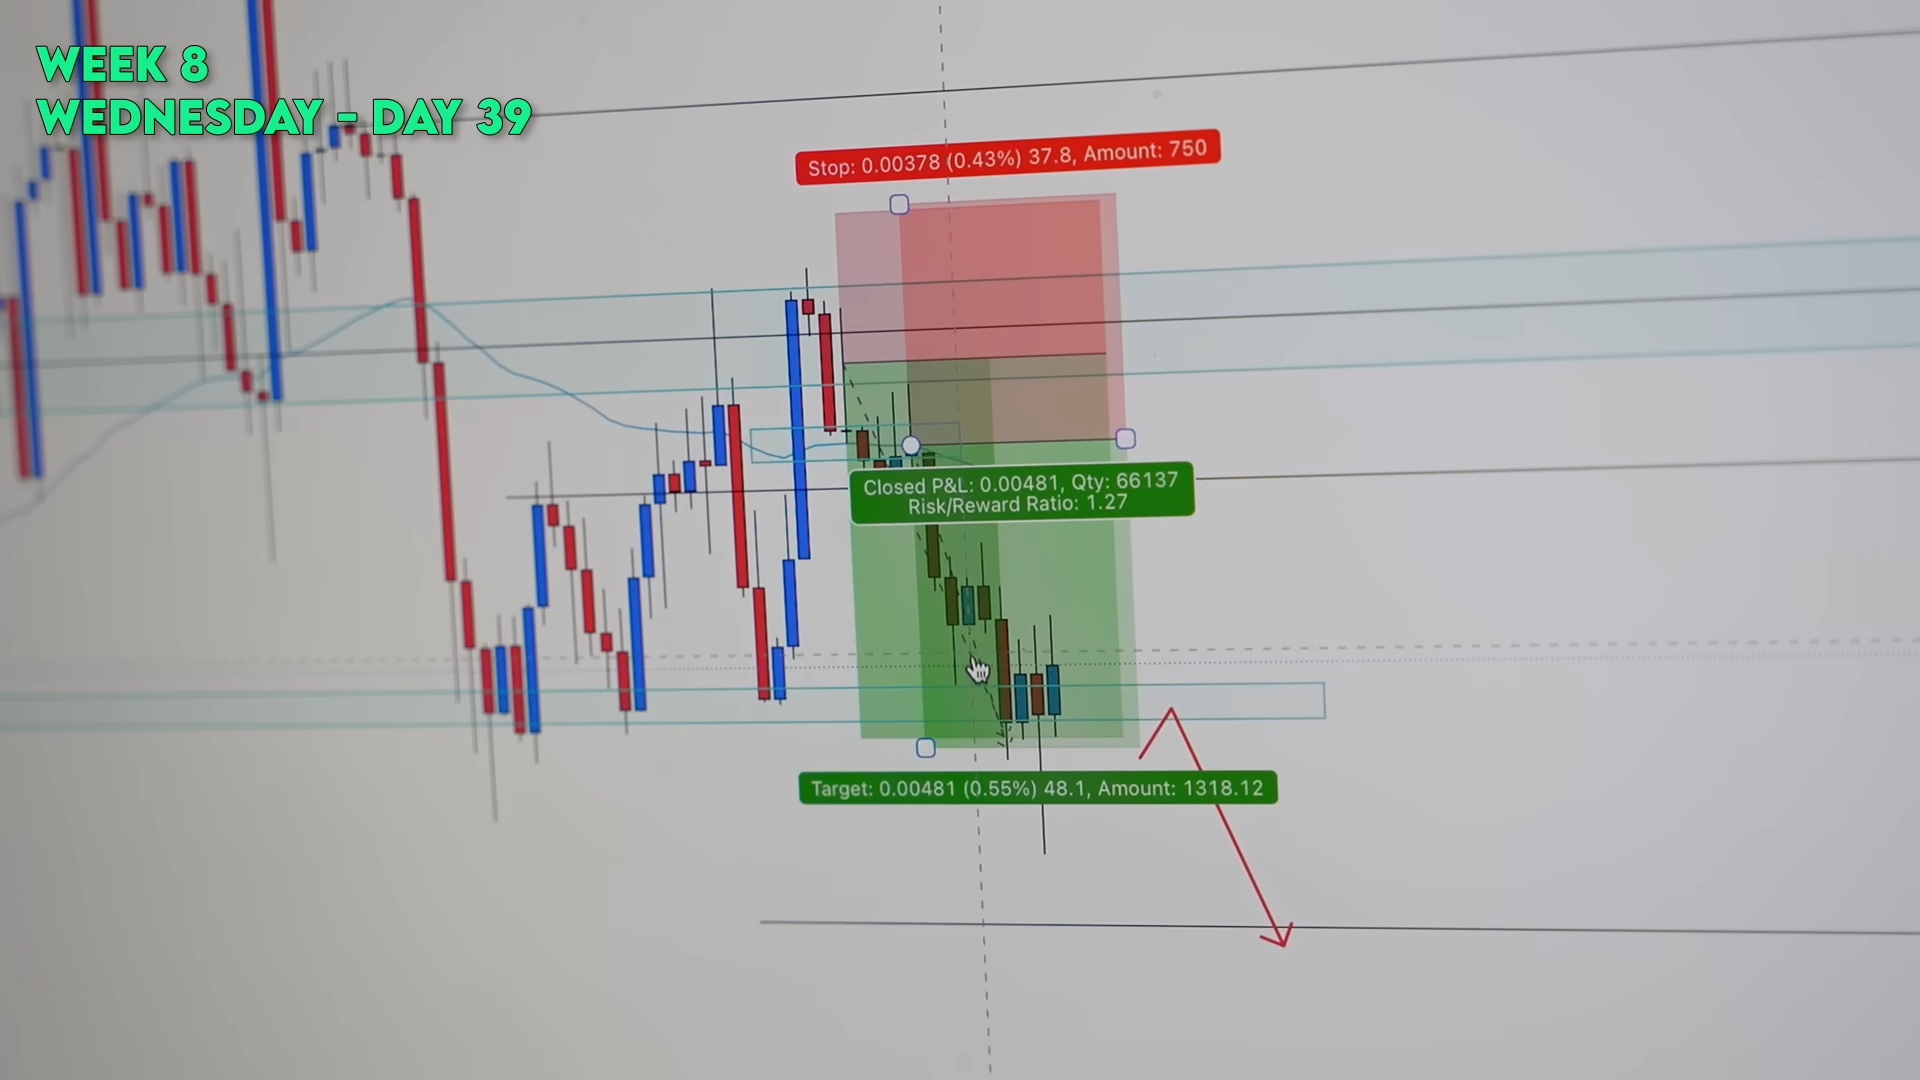 WEEK 8
WEDNESDAY - DAY 39
Stop: 0.00378 (0.43%) 37.8, Amount: 750
Closed P&L: 0.00481, Qty: 66137
Risk/Reward Ratio: 1.27
Target: 0.00481 (0.55%) 48.1, Amount: 1318.12